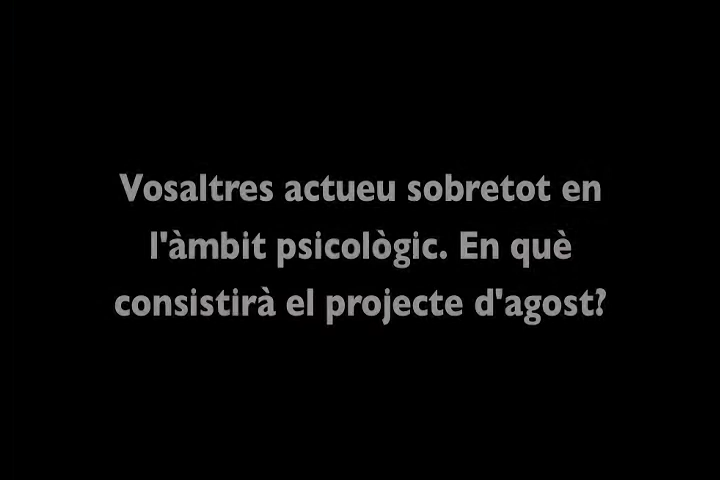 Vosaltres actueu sobretot en
l'àmbit psicològic. En què
consistirà el projecte d'agost?